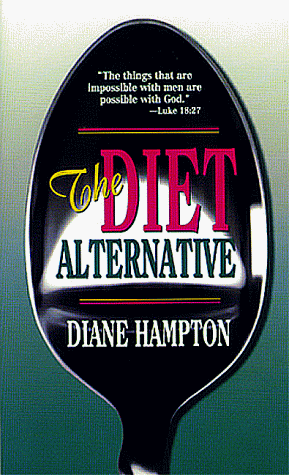 "The things that are
impossible with men are
possible with God."
—Luke 18:27
The DIET
ALTERNATIVE
DIANE HAMPTON